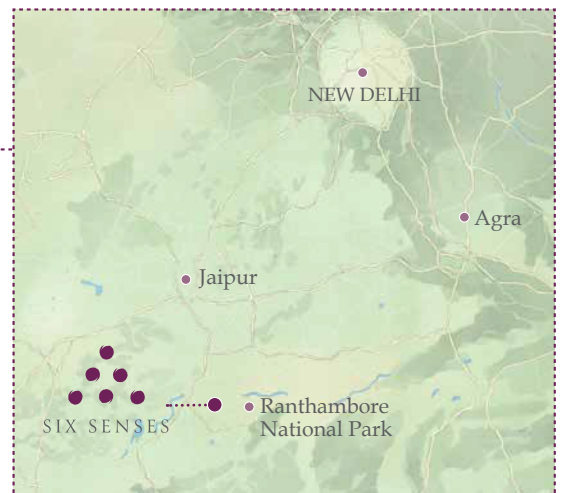 NEW DELHI
Agra
Jaipur
SIX SENSES
Ranthambore
National Park